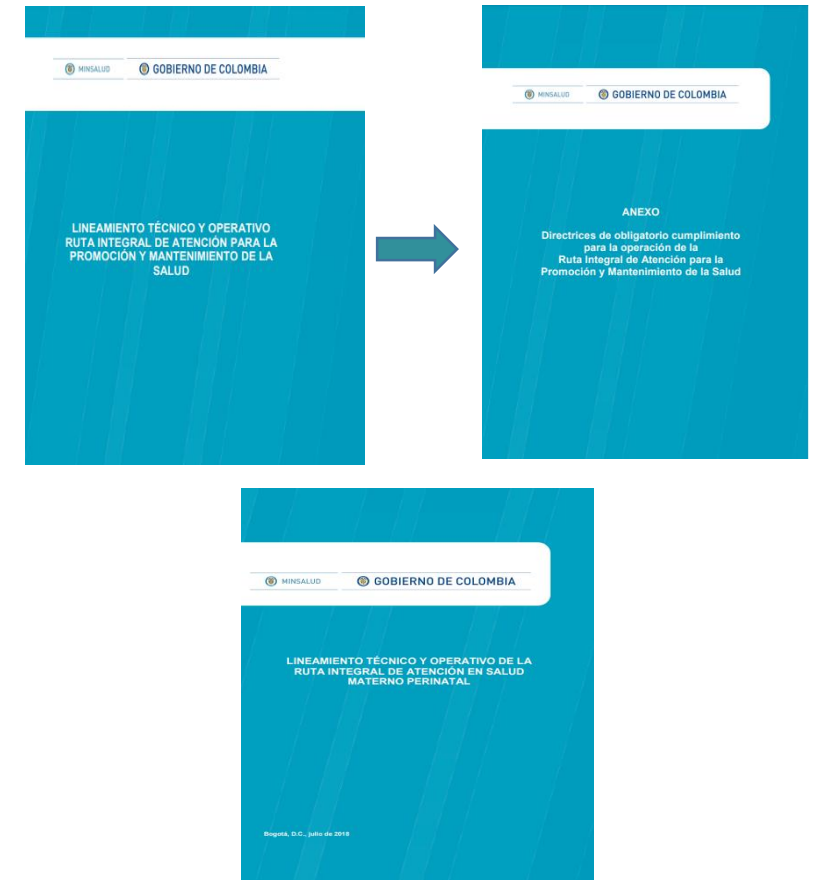 MINSALUD
GOBIERNO DE COLOMBIA
LINEAMIENTO TÉCNICO Y OPERATIVO
RUTA INTEGRAL DE ATENCIÓN PARA LA
PROMOCIÓN Y MANTENIMIENTO DE LA
SALUD
MINSALUD
GOBIERNO DE COLOMBIA
ANEXO
Directrices de obligatorio cumplimiento
para la operación de la
Ruta Integral de Atención para la
Promoción y Mantenimiento de la Salud
MINSALUD
GOBIERNO DE COLOMBIA
LINEAMIENTO TÉCNICO Y OPERATIVO DE LA
RUTA INTEGRAL DE ATENCIÓN EN SALUD
MATERNO PERINATAL
Bogotá, D.C., julio de 2018